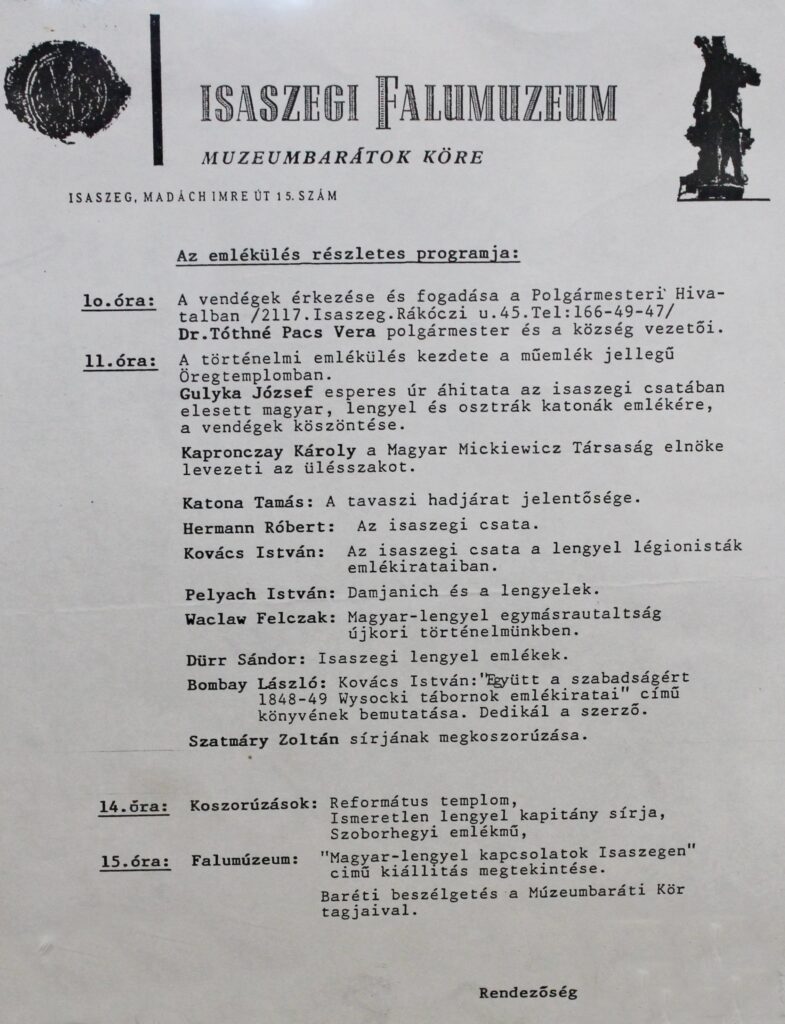 ISASZEGI FALUMUZEUM
MUZEUMBARÁTOK KÖRE
ISASZEG, MADÁCH IMRE ÚT 15. SZÁM
Az emlékülés részletes programja:
1o.óra: A vendégek érkezése és fogadása a Polgármesteri Hiva-
talban /2117.Isaszeg.Rákóczi u.45.Tel:166-49-47/
Dr.Tóthné Pacs Vera polgármester és a község vezetői.
11.óra: A történelmi emlékülés kezdete a műemlék jellegű
Öregtemplomban.
Gulyka József esperes úr áhitata az isaszegi csatában
elesett magyar, lengyel és osztrák katonák emlékére,
a vendégek köszöntése.
Kapronczay Károly a Magyar Mickiewicz Társaság elnöke
levezeti az ülésszakot.
Katona Tamás: A tavaszi hadjárat jelentősége.
Hermann Róbert: Az isaszegi csata.
Kovács István: Az isaszegi csata a lengyel légionisták
emlékirataiban.
Pelyach István: Damjanich és a lengyelek.
Waclaw Felczak: Magyar-lengyel egymásrautaltság
újkori történelmünkben.
Dürr Sándor: Isaszegi lengyel emlékek.
Bombay László: Kovács István:"Együtt a szabadságért
1848-49 Wysocki tábornok emlékiratai" című
könyvének bemutatása. Dedikál a szerző.
Szatmáry Zoltán sírjának megkoszorúzása.
14.óra: Koszorúzások: Református templom,
Ismeretlen lengyel kapitány sírja,
Szoborhegyi emlékmű,
15.óra: Falumúzeum: "Magyar-lengyel kapcsolatok Isaszegen"
cimű kiállitás megtekintése.
Baréti beszélgetés a Múzeumbaráti Kör
tagjaival.
Rendezőség